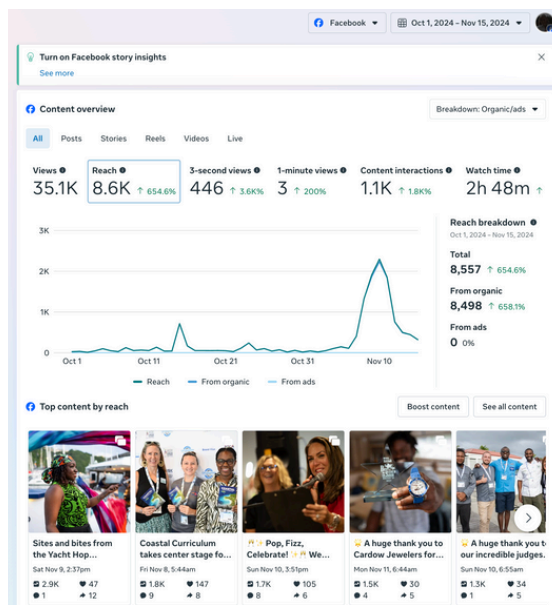 Facebook
Oct 1, 2024 – Nov 15, 2024
Turn on Facebook story insights
See more
Content overview
Breakdown: Organic/ads
All Posts Stories Reels Videos Live
Views Reach 3-second views 1-minute views Content interactions Watch time
35.1K 8.6K ↑ 654.6% 446 ↑ 3.6K% 3 ↑ 200% 1.1K ↑ 1.8K% 2h 48m ↑
Reach breakdown
Oct 1, 2024 – Nov 15, 2024
Total
8,557 ↑ 654.6%
From organic
8,498 ↑ 658.1%
From ads
0 0%
3K
2K
1K
0
Oct 1 Oct 11 Oct 21 Oct 31 Nov 10
Reach From organic From ads
Top content by reach
Boost content
See all content
Sites and bites from
the Yacht Hop...
Sat Nov 9, 2:37pm
2.9K 47
1 12
Coastal Curriculum
takes center stage fo...
Fri Nov 8, 5:44am
1.8K 147
9 8
Pop, Fizz,
Celebrate! We...
Sun Nov 10, 3:51pm
1.7K 105
8 6
A huge thank you to
Cardow Jewelers for...
Mon Nov 11, 6:44am
1.5K 30
4 5
A huge thank you t
our incredible judges.
Sun Nov 10, 6:55am
1.3K 34
1 5